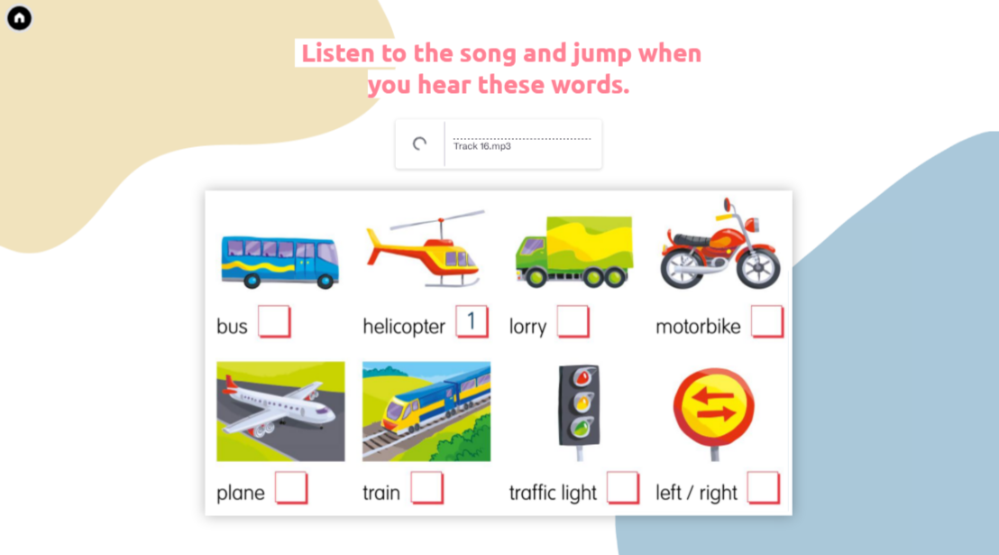 Listen to the song and jump when
you hear these words.
Track 16.mp3
bus
helicopter 1
lorry
motorbike
plane
train
traffic light
left / right